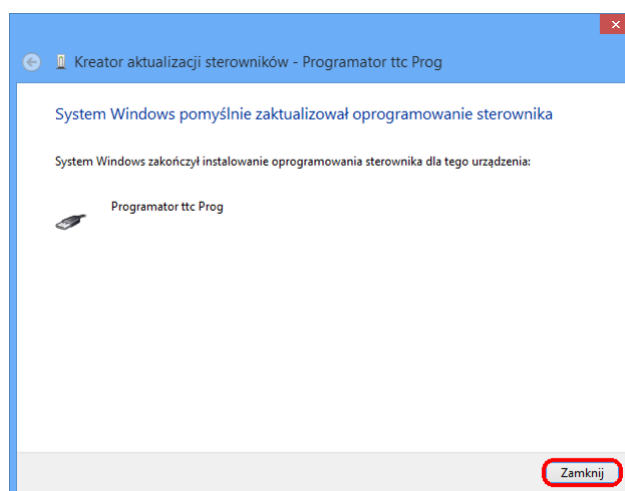 Kreator aktualizacji sterowników - Programator ttc Prog
System Windows pomyślnie zaktualizował oprogramowanie sterownika
System Windows zakończył instalowanie oprogramowania sterownika dla tego urządzenia:
Programator ttc Prog
Zamknij